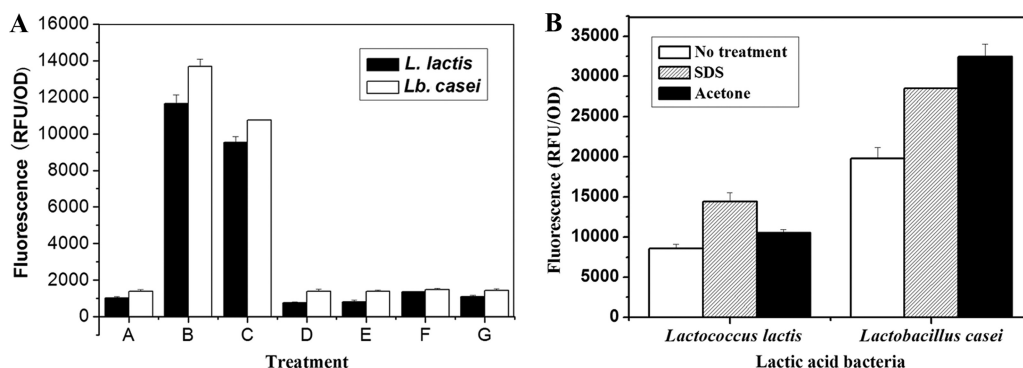 A
Fluorescence (RFU/OD)
16000
14000
12000
10000
8000
6000
4000
2000
0
L. lactis
Lb. casei
A B C D E F G
Treatment
B
Fluorescence (RFU/OD)
35000
30000
25000
20000
15000
10000
5000
0
No treatment
SDS
Acetone
Lactococcus lactis Lactobacillus casei
Lactic acid bacteria